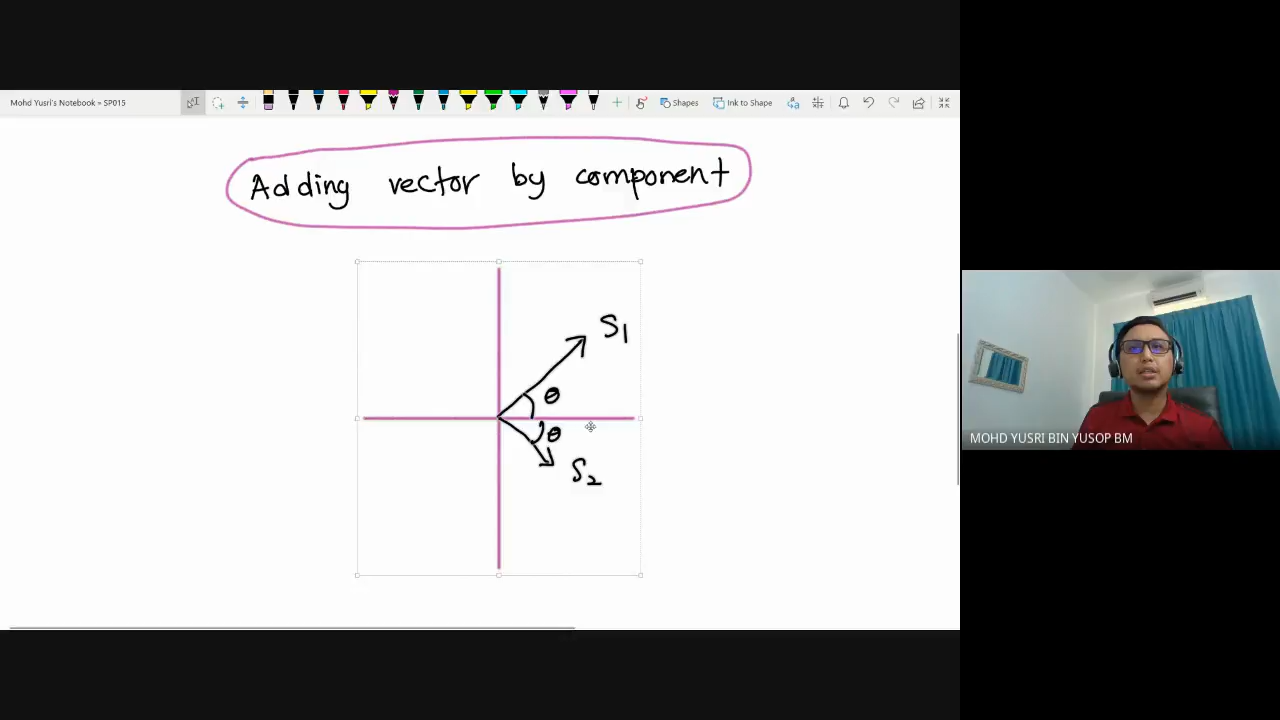 Mohd Yusri's Notebook » SP015
Shapes
Ink to Shape
Adding vector by component
S1
θ
θ
S2
MOHD YUSRI BIN YUSOP BM